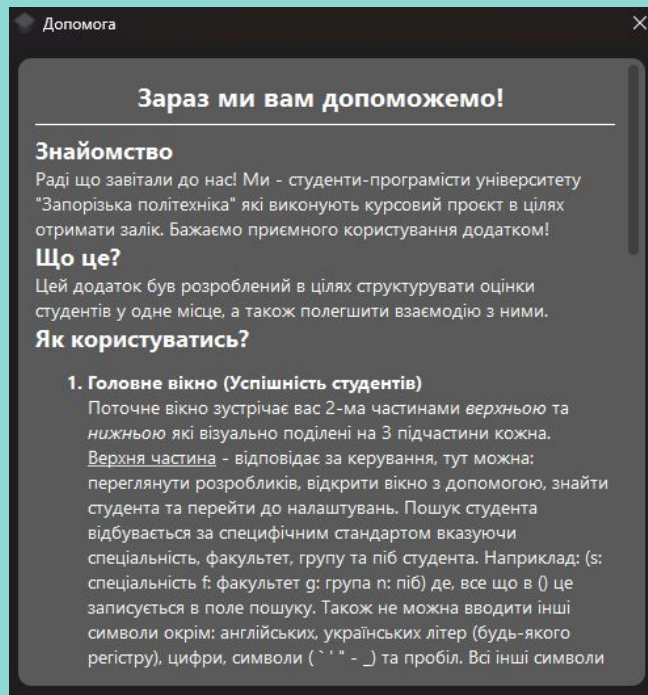 Допомога
Зараз ми вам допоможемо!
Знайомство
Раді що завітали до нас! Ми - студенти-програмісти університету
"Запорізька політехніка" які виконують курсовий проєкт в цілях
отримати залік. Бажаємо приємного користування додатком!
Що це?
Цей додаток був розроблений в цілях структурувати оцінки
студентів у одне місце, а також полегшити взаємодію з ними.
Як користуватись?
1. Головне вікно (Успішність студентів)
Поточне вікно зустрічає вас 2-ма частинами верхньою та
нижньою які візуально поділені на 3 підчастини кожна.
Верхня частина - відповідає за керування, тут можна:
переглянути розробликів, відкрити вікно з допомогою, знайти
студента та перейти до налаштувань. Пошук студента
відбувається за специфічним стандартом вказуючи
спеціальність, факультет, групу та піб студента. Наприклад: (s:
спеціальність f: факультет g: група n: піб) де, все що в () це
записується в поле пошуку. Також не можна вводити інші
символи окрім: англійських, українських літер (будь-якого
регістру), цифри, символи ( ` ' " - _) та пробіл. Всі інші символи